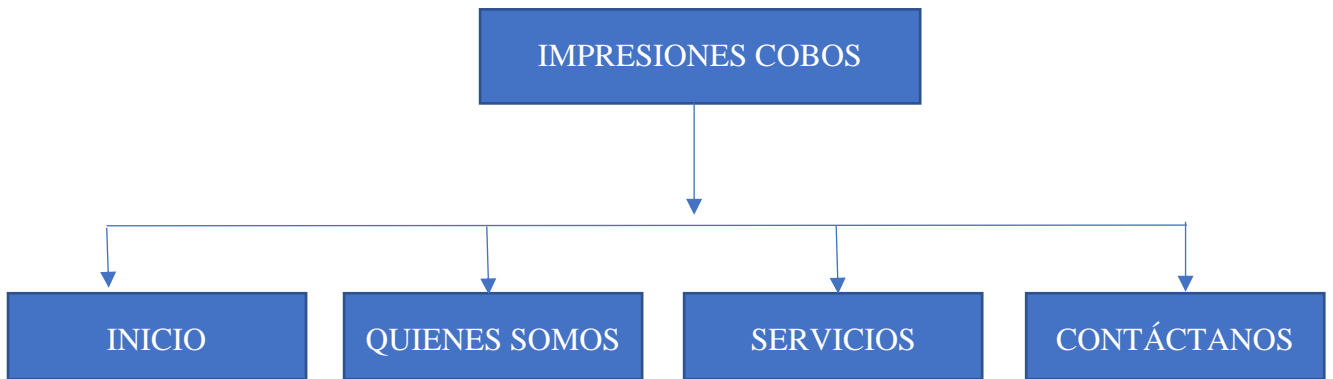 IMPRESIONES COBOS
INICIO
QUIENES SOMOS
SERVICIOS
CONTÁCTANOS